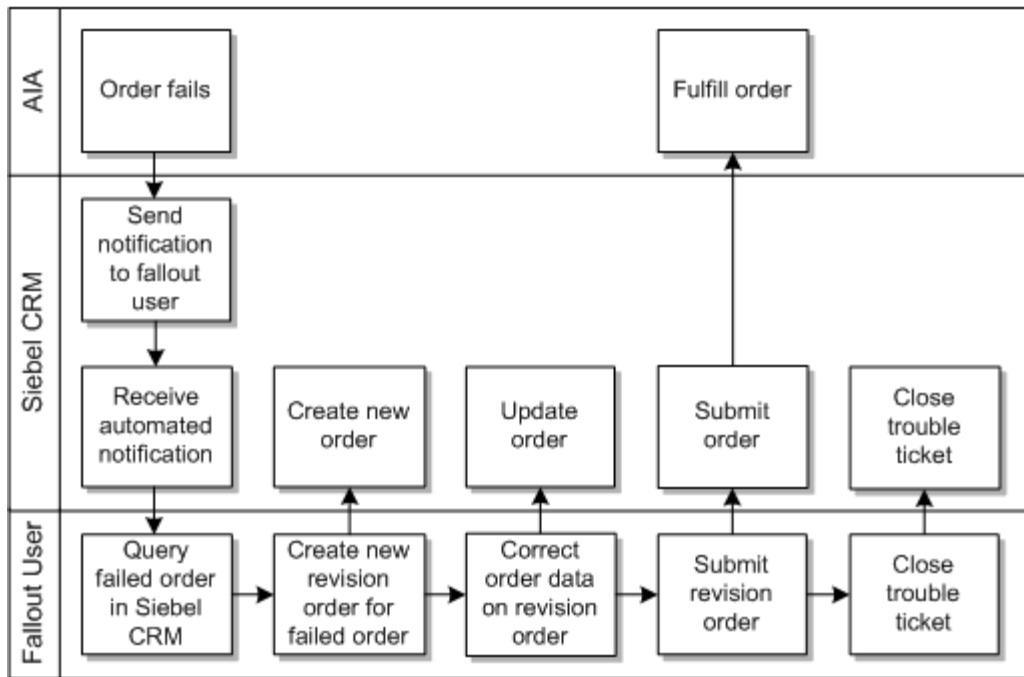 AIA
Order fails
Fulfill order
Siebel CRM
Send
notification
to fallout
user
Receive
automated
notification
Create new
order
Update
order
Submit
order
Close
trouble
ticket
Fallout User
Query
failed order
in Siebel
CRM
Create new
revision
order for
failed order
Correct
order data
on revision
order
Submit
revision
order
Close
trouble
ticket